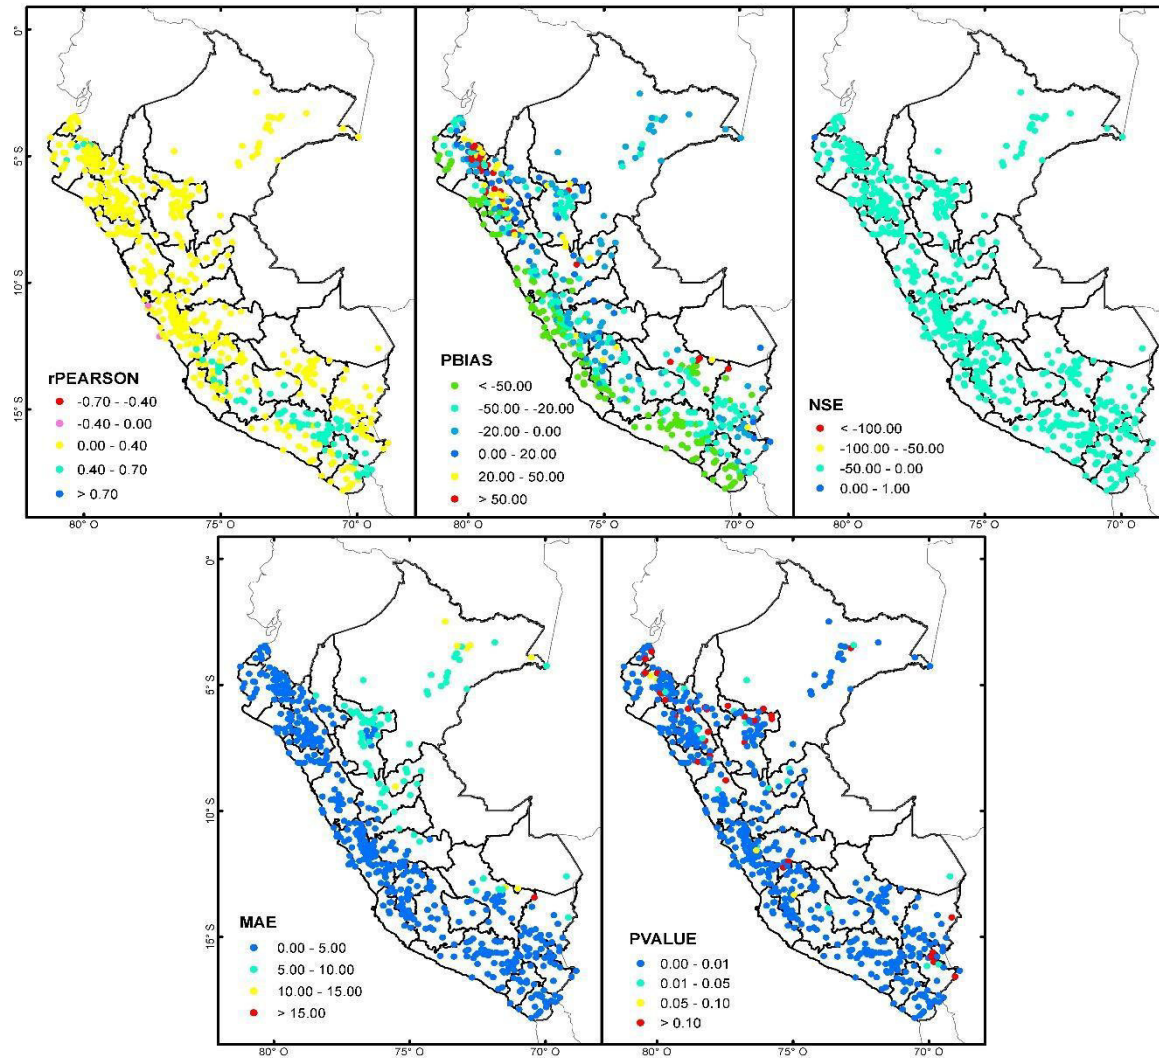 0°
5° S
10° S
15° S
rPEARSON
-0.70 - -0.40
-0.40 - 0.00
0.00 - 0.40
0.40 - 0.70
> 0.70
80° O
75° O
70° O
PBIAS
< -50.00
-50.00 - -20.00
-20.00 - 0.00
0.00 - 20.00
20.00 - 50.00
> 50.00
80° O
75° O
70° O
NSE
< -100.00
-100.00 - -50.00
-50.00 - 0.00
0.00 - 1.00
80° O
75° O
70° O
0°
5° S
10° S
15° S
MAE
0.00 - 5.00
5.00 - 10.00
10.00 - 15.00
> 15.00
80° O
75° O
70° O
PVALUE
0.00 - 0.01
0.01 - 0.05
0.05 - 0.10
> 0.10
80° O
75° O
70° O